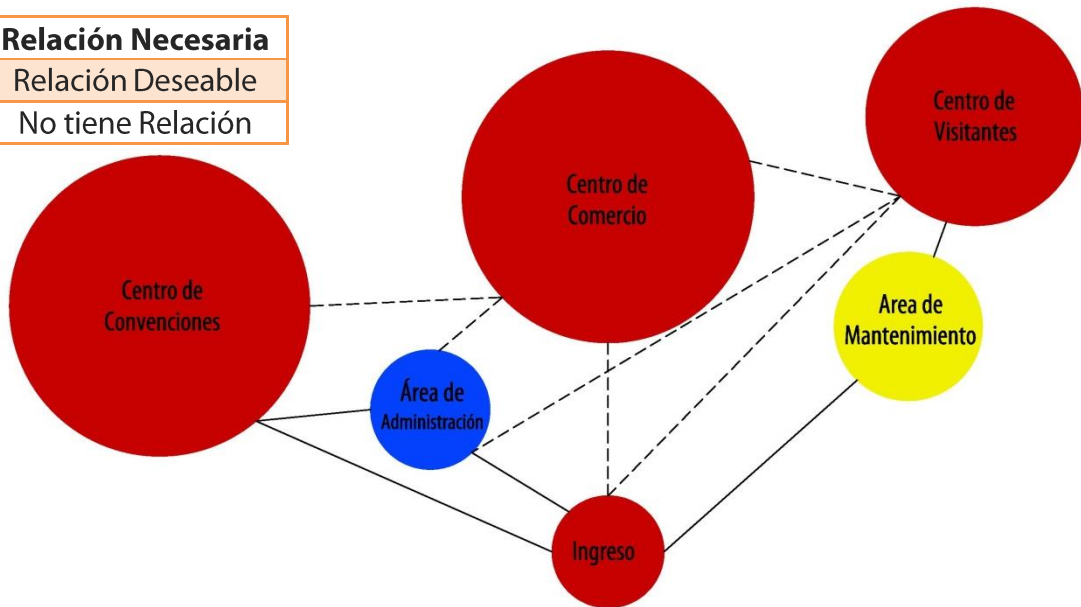 Relación Necesaria
Relación Deseable
No tiene Relación
Centro de
Visitantes
Centro de
Comercio
Centro de
Convenciones
Area de
Mantenimiento
Área de
Administración
Ingreso